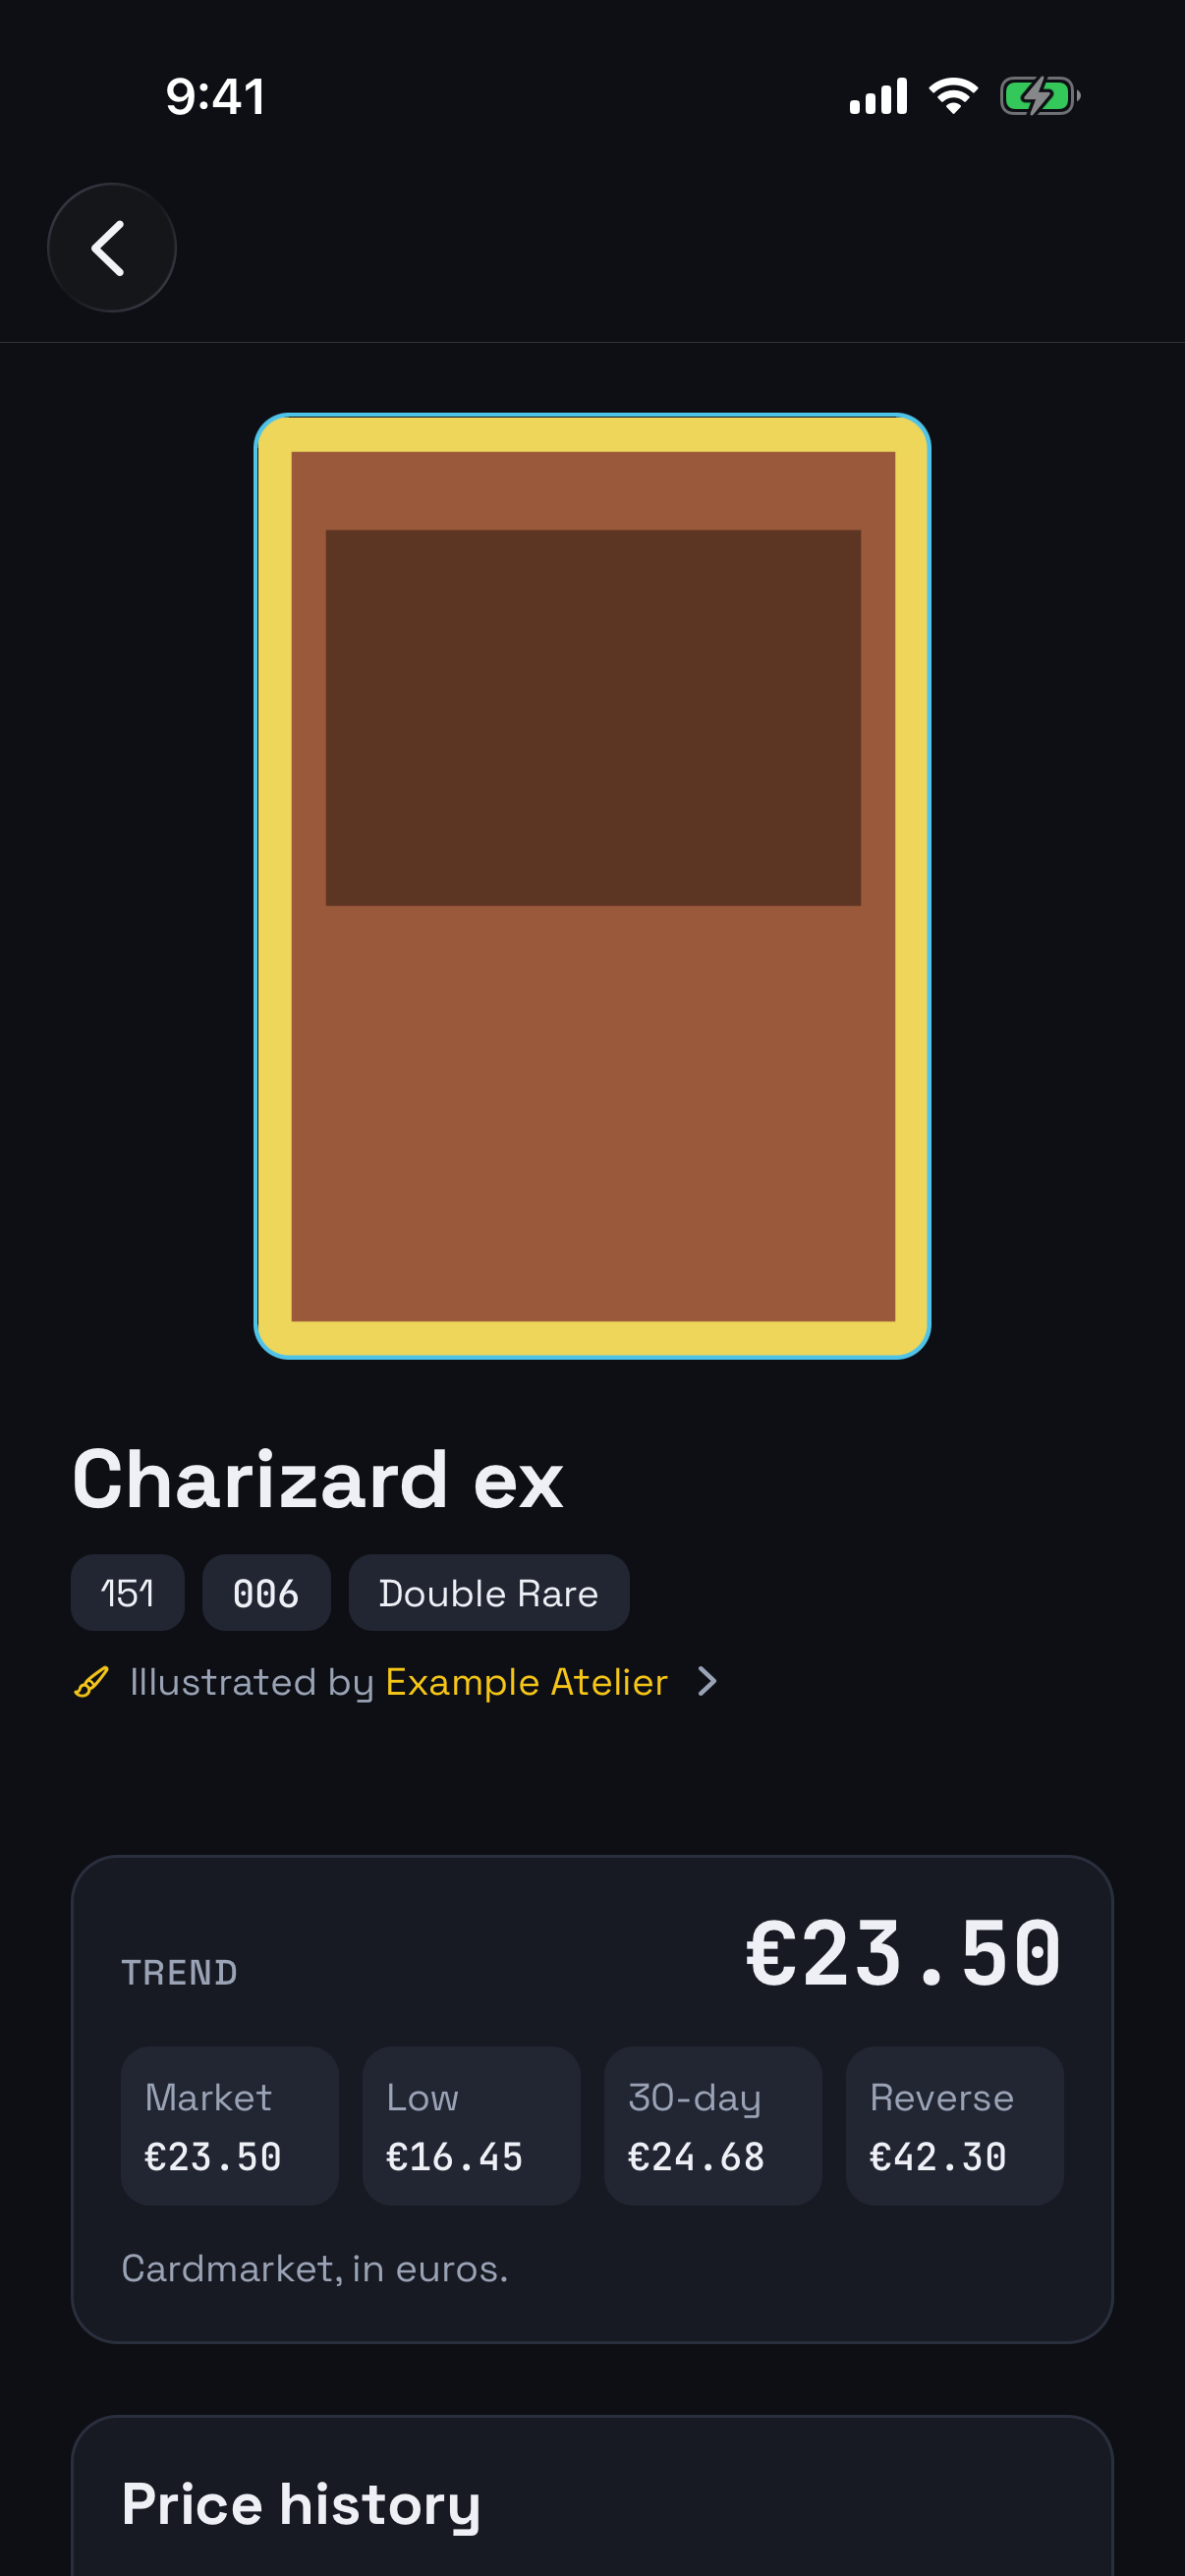 9:41
Charizard ex
151 006 Double Rare
Illustrated by Example Atelier
TREND €23.50
Market Low 30-day Reverse
€23.50 €16.45 €24.68 €42.30
Cardmarket, in euros.
Price history